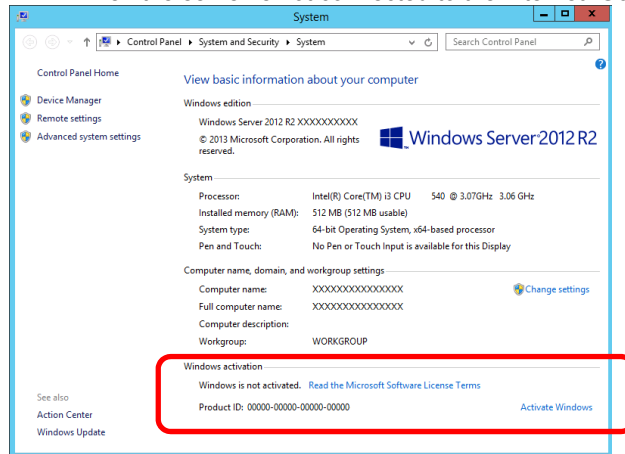 System
Control Panel ▸ System and Security ▸ System
Search Control Panel
Control Panel Home
Device Manager
Remote settings
Advanced system settings
See also
Action Center
Windows Update
View basic information about your computer
Windows edition
Windows Server 2012 R2 XXXXXXXXXX
© 2013 Microsoft Corporation. All rights
reserved.
Windows Server 2012 R2
System
Processor: Intel(R) Core(TM) i3 CPU 540 @ 3.07GHz 3.06 GHz
Installed memory (RAM): 512 MB (512 MB usable)
System type: 64-bit Operating System, x64-based processor
Pen and Touch: No Pen or Touch Input is available for this Display
Computer name, domain, and workgroup settings
Computer name: XXXXXXXXXXXXXXX
Change settings
Full computer name: XXXXXXXXXXXXXXX
Computer description:
Workgroup: WORKGROUP
Windows activation
Windows is not activated. Read the Microsoft Software License Terms
Product ID: 00000-00000-00000-00000
Activate Windows